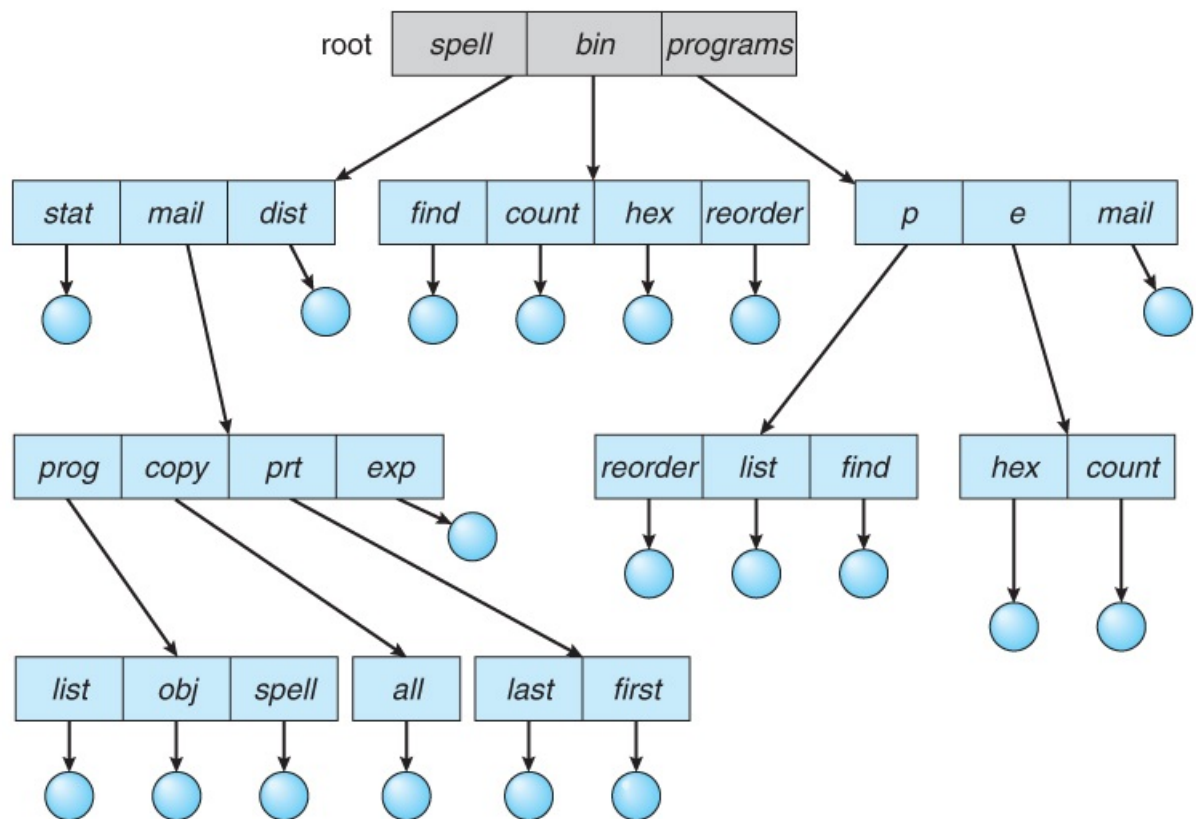 root spell bin programs
stat mail dist find count hex reorder p e mail
prog copy prt exp reorder list find hex count
list obj spell all last first